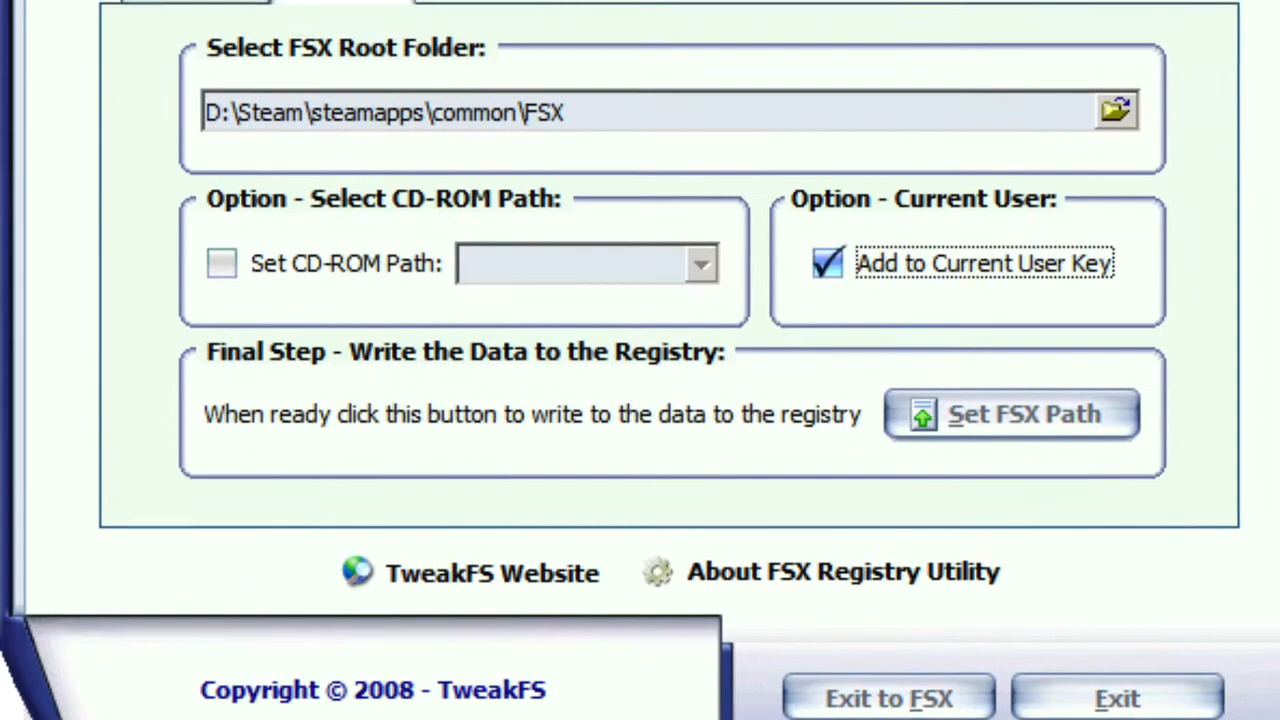 Select FSX Root Folder:
D:\Steam\steamapps\common\FSX
Option - Select CD-ROM Path:
Option - Current User:
Set CD-ROM Path:
Add to Current User Key
Final Step - Write the Data to the Registry:
When ready click this button to write to the data to the registry
Set FSX Path
TweakFS Website
About FSX Registry Utility
Copyright © 2008 - TweakFS
Exit to FSX
Exit